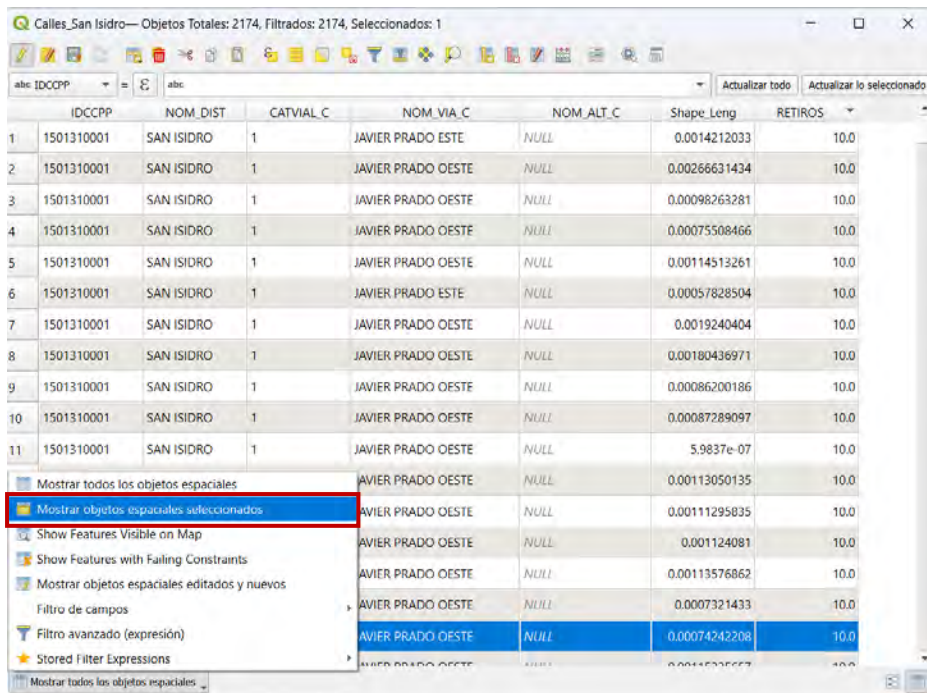 Calles_San Isidro— Objetos Totales: 2174, Filtrados: 2174, Seleccionados: 1
abc IDCCPP = ε abc Actualizar todo Actualizar lo seleccionado
IDCCPP NOM_DIST CATVIAL_C NOM_VIA_C NOM_ALT_C Shape_Leng RETIROS
1 1501310001 SAN ISIDRO 1 JAVIER PRADO ESTE NULL 0.0014212033 10.0
2 1501310001 SAN ISIDRO 1 JAVIER PRADO OESTE NULL 0.00266631434 10.0
3 1501310001 SAN ISIDRO 1 JAVIER PRADO OESTE NULL 0.00098263281 10.0
4 1501310001 SAN ISIDRO 1 JAVIER PRADO OESTE NULL 0.00075508466 10.0
5 1501310001 SAN ISIDRO 1 JAVIER PRADO OESTE NULL 0.00114513261 10.0
6 1501310001 SAN ISIDRO 1 JAVIER PRADO ESTE NULL 0.00057828504 10.0
7 1501310001 SAN ISIDRO 1 JAVIER PRADO OESTE NULL 0.0019240404 10.0
8 1501310001 SAN ISIDRO 1 JAVIER PRADO OESTE NULL 0.00180436971 10.0
9 1501310001 SAN ISIDRO 1 JAVIER PRADO OESTE NULL 0.00086200186 10.0
10 1501310001 SAN ISIDRO 1 JAVIER PRADO OESTE NULL 0.00087289097 10.0
11 1501310001 SAN ISIDRO 1 JAVIER PRADO OESTE NULL 5.9837e-07 10.0
Mostrar todos los objetos espaciales AVIER PRADO OESTE NULL 0.00113050135 10.0
Mostrar objetos espaciales seleccionados AVIER PRADO OESTE NULL 0.00111295835 10.0
Show Features Visible on Map AVIER PRADO OESTE NULL 0.001124081 10.0
Show Features with Failing Constraints
Mostrar objetos espaciales editados y nuevos AVIER PRADO OESTE NULL 0.00113576862 10.0
Filtro de campos AVIER PRADO OESTE NULL 0.0007321433 10.0
Filtro avanzado (expresión) AVIER PRADO OESTE NULL 0.00074242208 10.0
Stored Filter Expressions
Mostrar todos los objetos espaciales